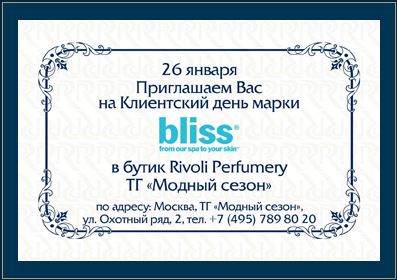 26 января
Приглашаем Вас
на Клиентский день марки
bliss®
from our spa to your skin™
в бутик Rivoli Perfumery
ТГ «Модный сезон»
по адресу: Москва, ТГ «Модный сезон»,
ул. Охотный ряд, 2, тел. +7 (495) 789 80 20